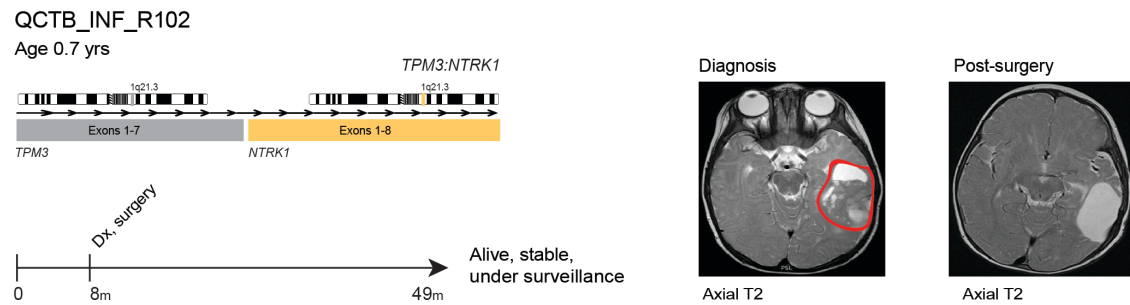 QCTB_INF_R102
Age 0.7 yrs
TPM3:NTRK1
1q21.3
1q21.3
Exons 1-7
Exons 1-8
TPM3
NTRK1
Dx, surgery
0
8m
49m
Alive, stable,
under surveillance
Diagnosis
Post-surgery
PSL
Axial T2
Axial T2